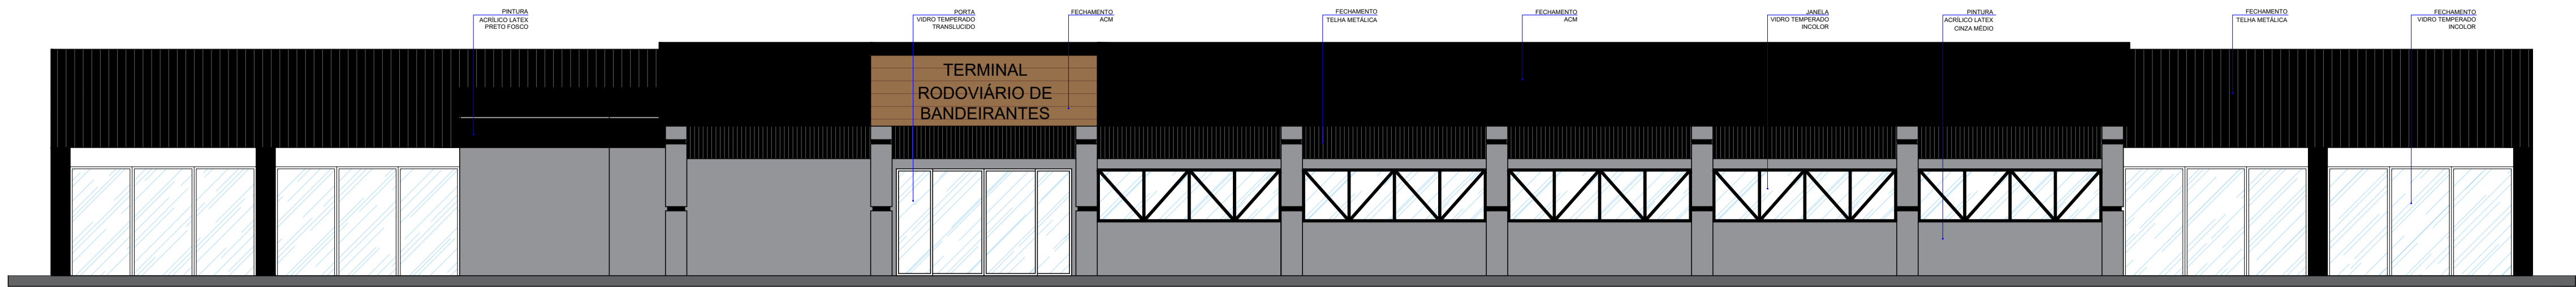 PINTURA
ACRÍLICO LATEX
PRETO FOSCO
PORTA
VIDRO TEMPERADO
TRANSLUCIDO
FECHAMENTO
ACM
FECHAMENTO
TELHA METÁLICA
FECHAMENTO
ACM
JANELA
VIDRO TEMPERADO
INCOLOR
PINTURA
ACRÍLICO LATEX
CINZA MÉDIO
FECHAMENTO
TELHA METÁLICA
FECHAMENTO
VIDRO TEMPERADO
INCOLOR
TERMINAL
RODOVIÁRIO DE
BANDEIRANTES